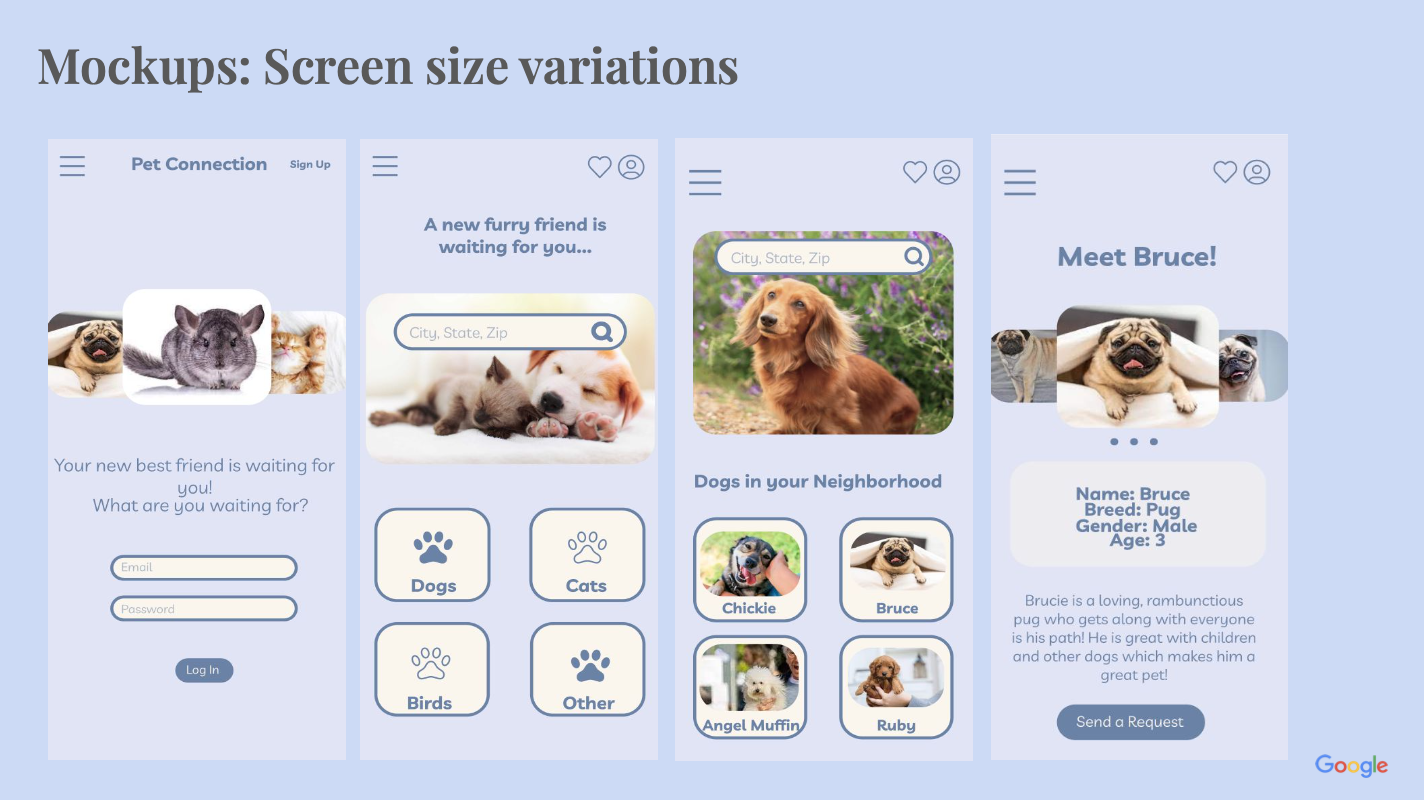 Mockups: Screen size variations
Pet Connection
Sign Up
Your new best friend is waiting for
you!
What are you waiting for?
Email
Password
Log In
A new furry friend is
waiting for you...
City, State, Zip
Dogs
Cats
Birds
Other
City, State, Zip
Dogs in your Neighborhood
Chickie
Bruce
Angel Muffin
Ruby
Meet Bruce!
Name: Bruce
Breed: Pug
Gender: Male
Age: 3
Brucie is a loving, rambunctious
pug who gets along with everyone
is his path! He is great with children
and other dogs which makes him a
great pet!
Send a Request
Google